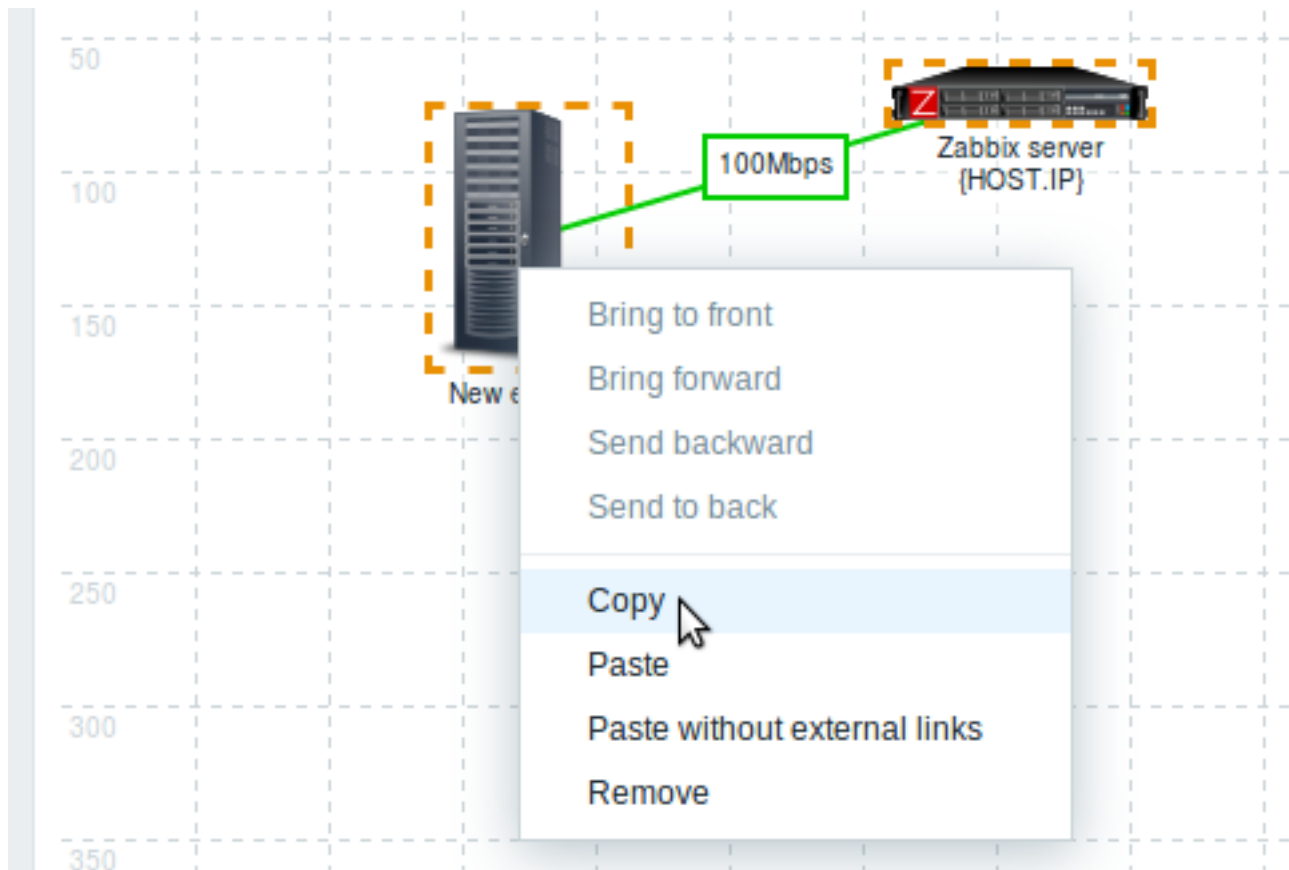 50
Zabbix server
100Mbps
{HOST.IP}
100
150
Bring to front
Bring forward
New e
200
Send backward
Send to back
250
Copy
Paste
300
Paste without external links
Remove
350